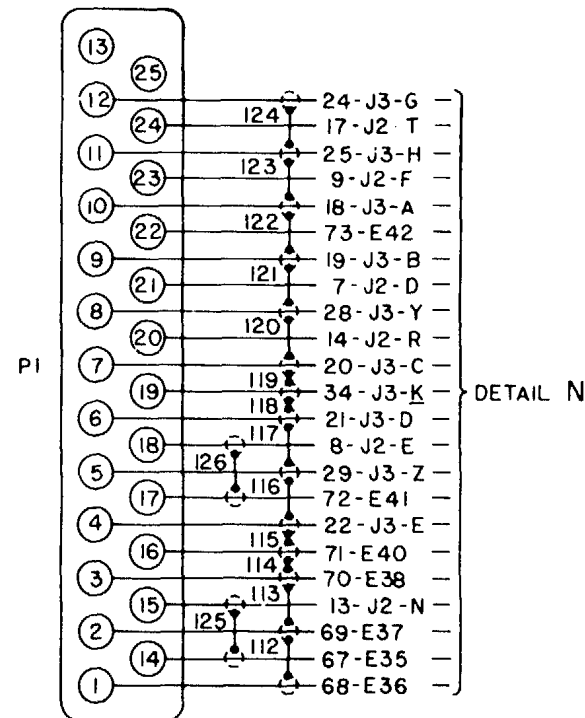 13
25
12 24-J3-G
124
24 17-J2-T
11 25-J3-H
123
23 9-J2-F
10 18-J3-A
22 122 73-E42
9 19-J3-B
121
21 7-J2-D
8 28-J3-Y
120
20 14-J2-R
P1 7 20-J3-C
119
19 34-J3-K DETAIL N
118
6 21-J3-D
117
18 8-J2-E
126
5 29-J3-Z
116
17 72-E41
4 22-J3-E
115
16 71-E40
114
3 70-E38
113
15 13-J2-N
125
2 69-E37
112
14 67-E35
1 68-E36